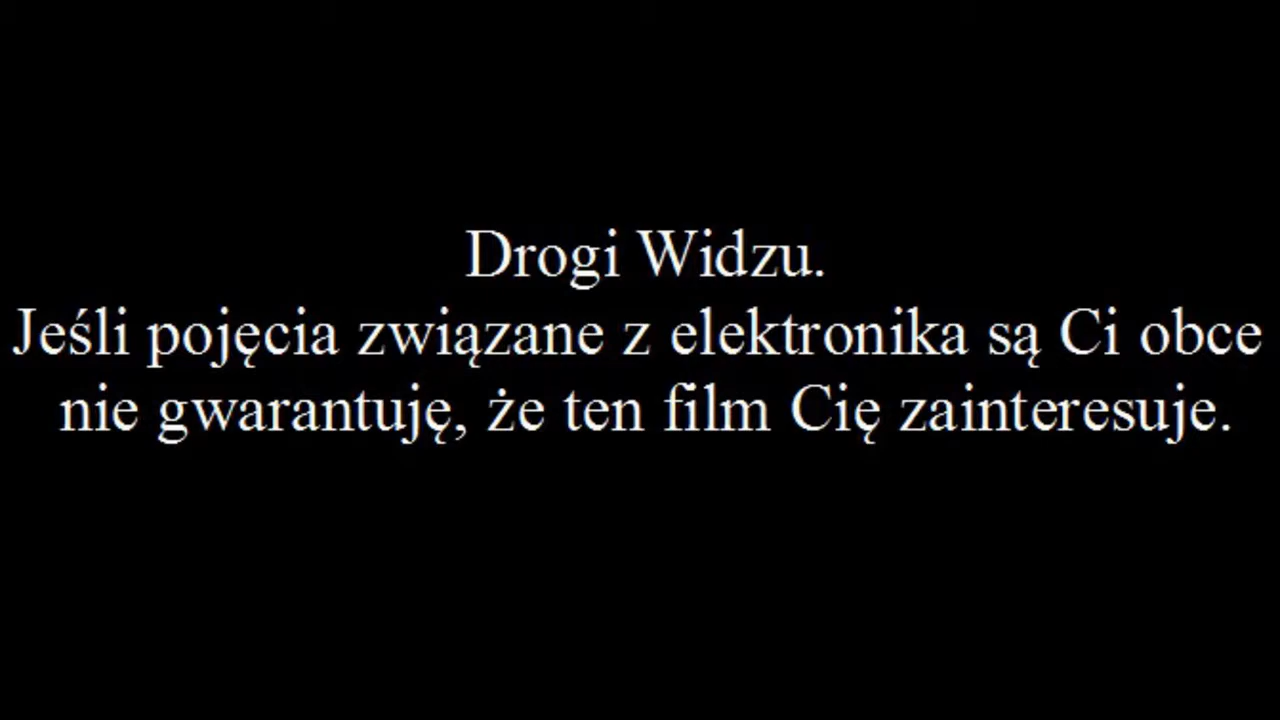 Drogi Widzu.
Jeśli pojęcia związane z elektronika są Ci obce
nie gwarantuję, że ten film Cię zainteresuje.